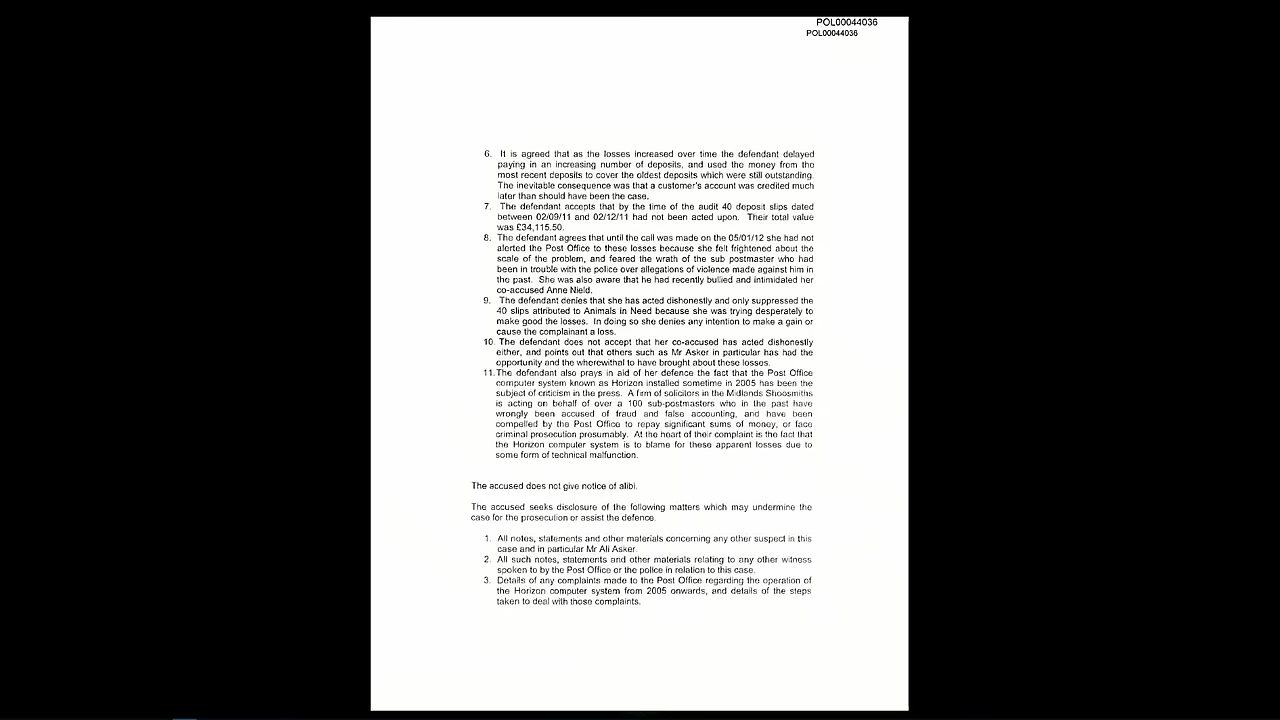 POL00044036
POL00044036
6. It is agreed that as the losses increased over time the defendant delayed
paying in an increasing number of deposits, and used the money from the
most recent deposits to cover the oldest deposits which were still outstanding.
The inevitable consequence was that a customer's account was credited much
later than should have been the case.
7. The defendant accepts that by the time of the audit 40 deposit slips dated
between 02/09/11 and 02/12/11 had not been acted upon. Their total value
was £34,115.50.
8. The defendant agrees that until the call was made on the 05/01/12 she had not
alerted the Post Office to these losses because she felt frightened about the
scale of the problem, and feared the wrath of the sub postmaster who had
been in trouble with the police over allegations of violence made against him in
the past. She was also aware that he had recently bullied and intimidated her
co-accused Anne Nield.
9. The defendant denies that she has acted dishonestly and only suppressed the
40 slips attributed to Animals in Need because she was trying desperately to
make good the losses. In doing so she denies any intention to make a gain or
cause the complainant a loss.
10. The defendant does not accept that her co-accused has acted dishonestly
either, and points out that others such as Mr Asker in particular has had the
opportunity and the wherewithal to have brought about these losses.
11. The defendant also prays in aid of her defence the fact that the Post Office
computer system known as Horizon installed sometime in 2005 has been the
subject of criticism in the press. A firm of solicitors in the Midlands Shoosmiths
is acting on behalf of over a 100 sub-postmasters who in the past have
wrongly been accused of fraud and false accounting, and have been
compelled by the Post Office to repay significant sums of money, or face
criminal prosecution presumably. At the heart of their complaint is the fact that
the Horizon computer system is to blame for these apparent losses due to
some form of technical malfunction.
The accused does not give notice of alibi.
The accused seeks disclosure of the following matters which may undermine the
case for the prosecution or assist the defence.
1. All notes, statements and other materials concerning any other suspect in this
case and in particular Mr Ali Asker.
2. All such notes, statements and other materials relating to any other witness
spoken to by the Post Office or the police in relation to this case.
3. Details of any complaints made to the Post Office regarding the operation of
the Horizon computer system from 2005 onwards, and details of the steps
taken to deal with those complaints.